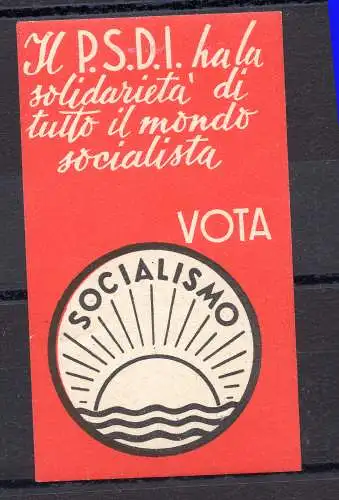 Il P.S.D.I. ha la
solidarietà di
tutto il mondo
socialista
VOTA
SOCIALISMO